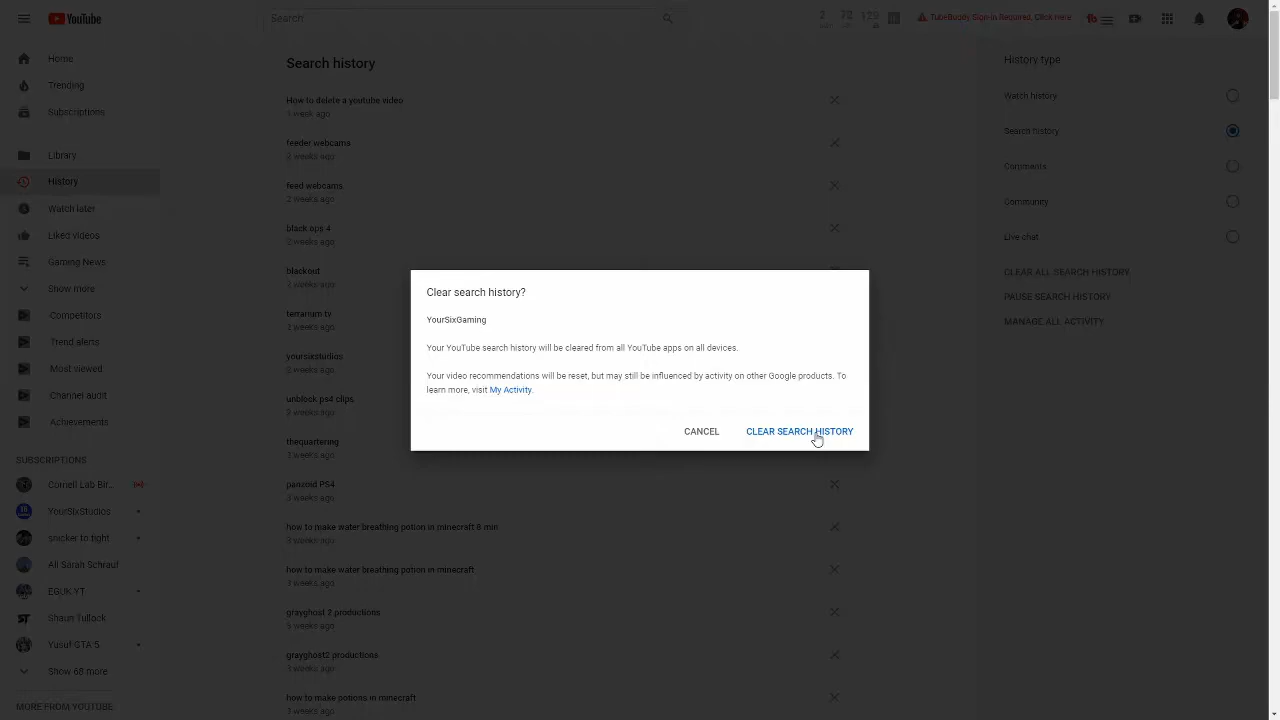 YouTube
Search
2
72
129
TubeBuddy Sign-in Required, Click Here
tb
Home
Trending
Subscriptions
Library
History
Watch later
Liked videos
Gaming News
Show more
Competitors
Trend alerts
Most viewed
Channel audit
Achievements
SUBSCRIPTIONS
Cornell Lab Bir...
YourSixStudios
snicker to fight
Ali Sarah Schrauf
EGUK YT
Shaun Tullock
Yusuf GTA 5
Show 68 more
MORE FROM YOUTUBE
Search history
How to delete a youtube video
1 week ago
feeder webcams
2 weeks ago
feed webcams
2 weeks ago
black ops 4
2 weeks ago
blackout
2 weeks ago
terrarium tv
2 weeks ago
yoursixstudios
2 weeks ago
unblock ps4 clips
2 weeks ago
thequartering
3 weeks ago
panzoid PS4
3 weeks ago
how to make water breathing potion in minecraft 8 min
3 weeks ago
how to make water breathing potion in minecraft
3 weeks ago
grayghost 2 productions
3 weeks ago
grayghost2 productions
3 weeks ago
how to make potions in minecraft
Clear search history?
YourSixGaming
Your YouTube search history will be cleared from all YouTube apps on all devices.
Your video recommendations will be reset, but may still be influenced by activity on other Google products. To
learn more, visit My Activity.
CANCEL
CLEAR SEARCH HISTORY
History type
Watch history
Search history
Comments
Community
Live chat
CLEAR ALL SEARCH HISTORY
PAUSE SEARCH HISTORY
MANAGE ALL ACTIVITY